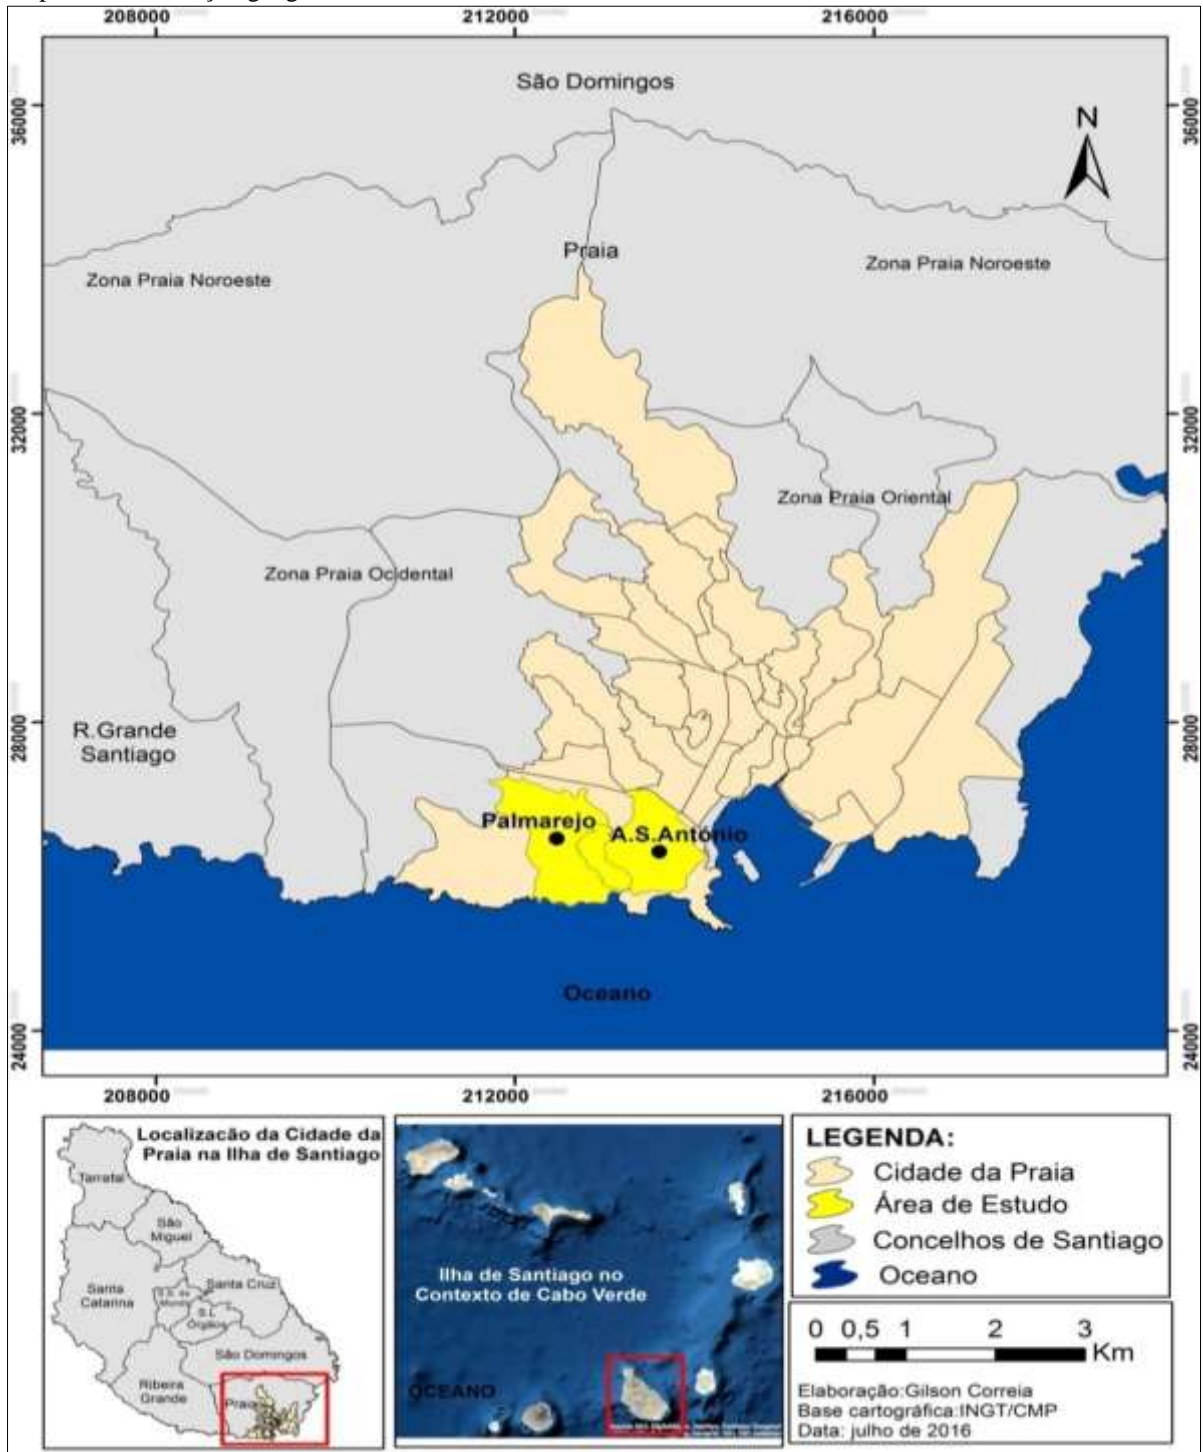 208000
212000
216000
São Domingos
36000
36000
N
Praia
Zona Praia Noroeste
Zona Praia Noroeste
32000
32000
Zona Praia Oriental
Zona Praia Ocidental
28000
28000
R.Grande
Santiago
Palmarejo
A.S.António
Oceano
24000
24000
208000
212000
216000
Localizacão da Cidade da
Praia na Ilha de Santiago
Tarrafal
São
Miguel
Santa
Catarina
Santa Cruz
S.L
Órgãos
São Domingos
Ribeira
Grande
Praia
Ilha de Santiago no
Contexto de Cabo Verde
OCEANO
LEGENDA:
Cidade da Praia
Área de Estudo
Concelhos de Santiago
Oceano
0 0,5 1 2 3
Km
Elaboração:Gilson Correia
Base cartográfica:INGT/CMP
Data: julho de 2016